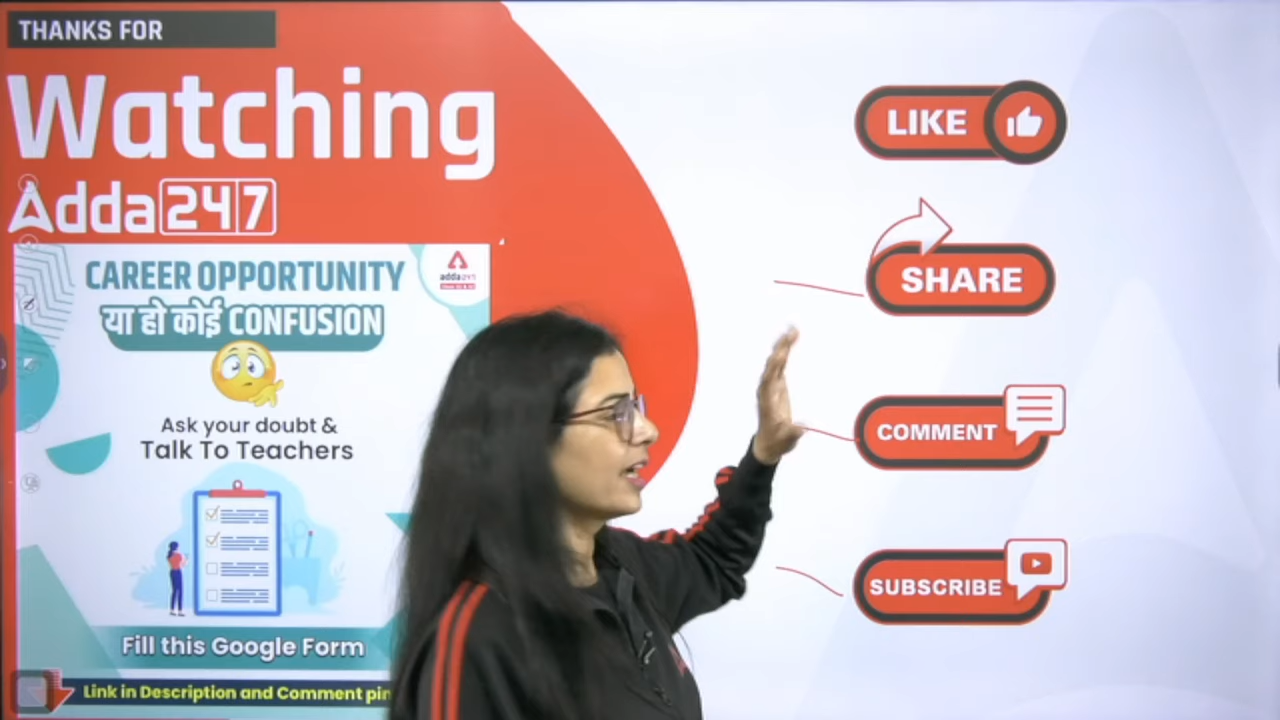 THANKS FOR
Watching
Adda247
CAREER OPPORTUNITY
या हो कोई CONFUSION
adda247
Ask your doubt &
Talk To Teachers
Fill this Google Form
Link in Description and Comment pin
LIKE
SHARE
COMMENT
SUBSCRIBE